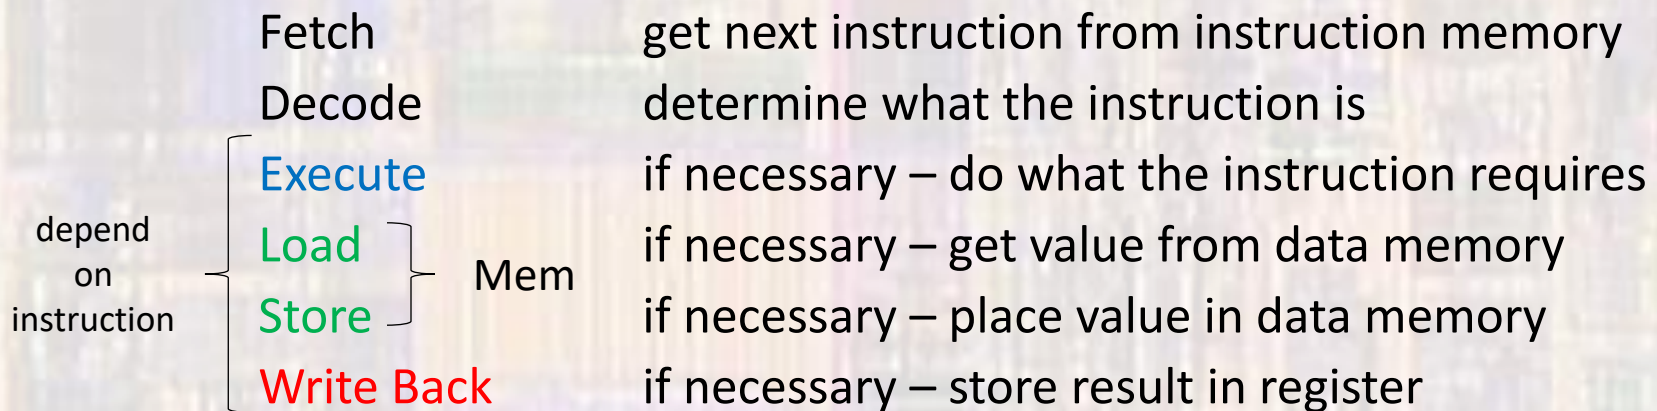 Fetch get next instruction from instruction memory
Decode determine what the instruction is
Execute if necessary – do what the instruction requires
Load if necessary – get value from data memory
Store if necessary – place value in data memory
Write Back if necessary – store result in register
depend
on
instruction
Mem